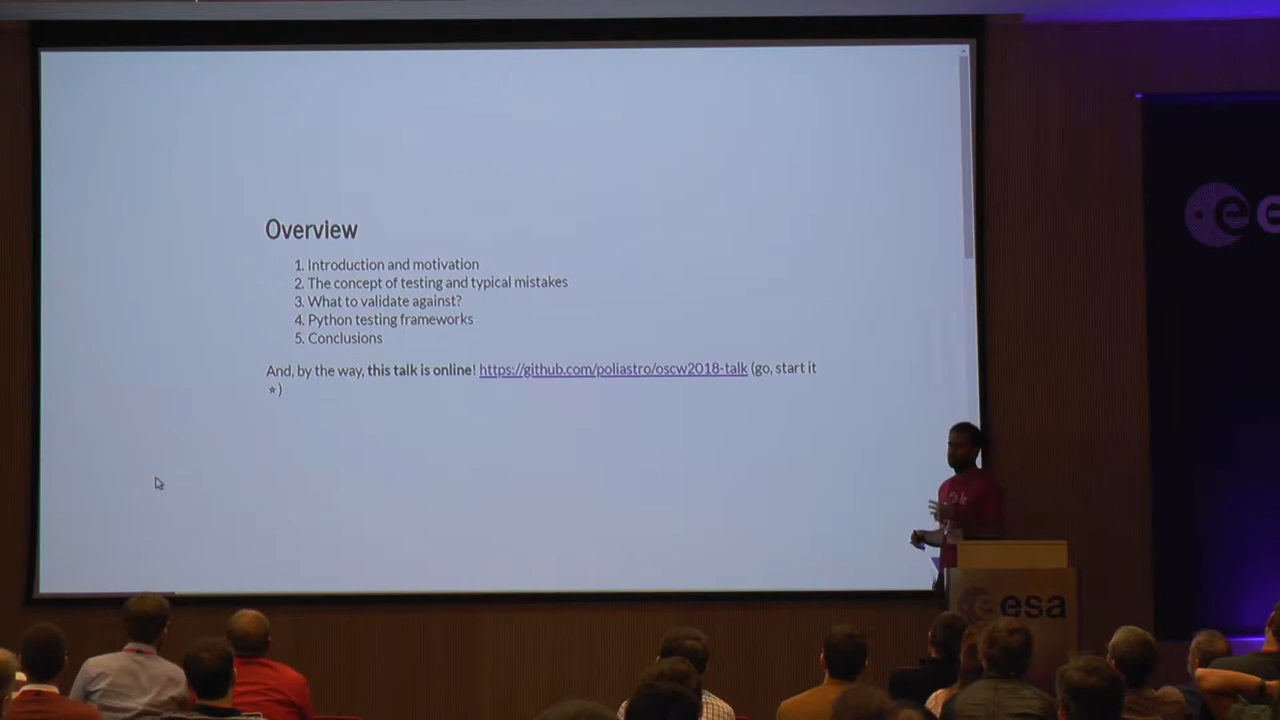 Overview
1. Introduction and motivation
2. The concept of testing and typical mistakes
3. What to validate against?
4. Python testing frameworks
5. Conclusions
And, by the way, this talk is online! https://github.com/poliastro/oscw2018-talk (go, start it
★)
esa